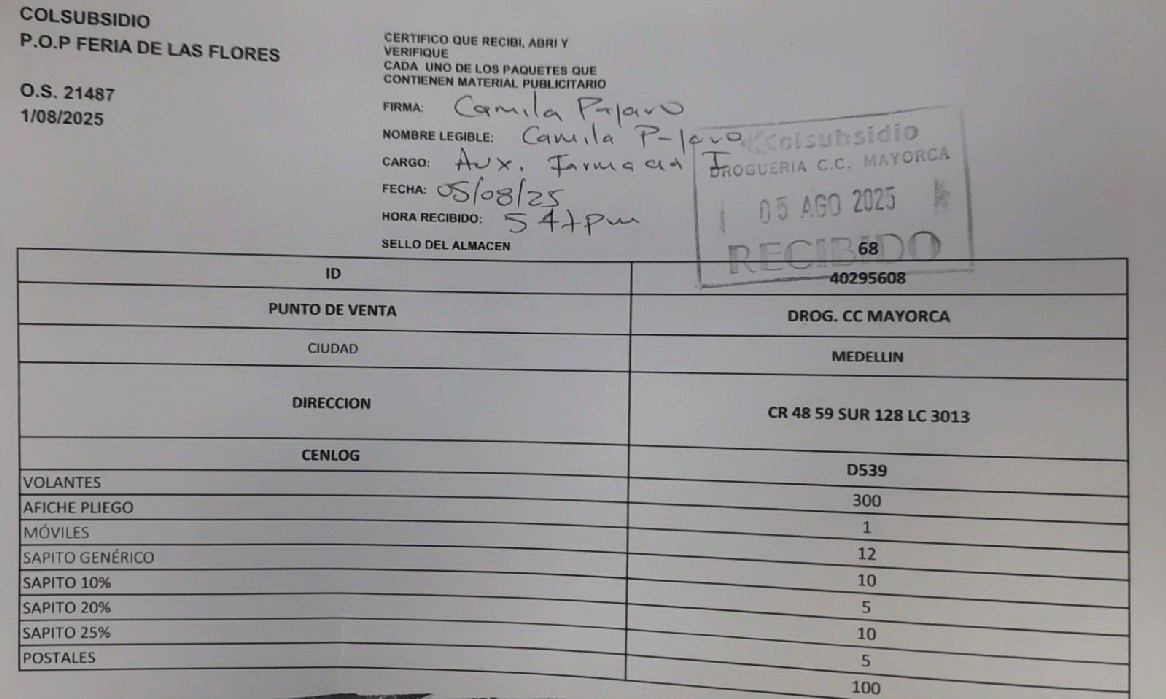 COLSUBSIDIO
P.O.P FERIA DE LAS FLORES
O.S. 21487
1/08/2025
CERTIFICO QUE RECIBI, ABRI Y
VERIFIQUE
CADA UNO DE LOS PAQUETES QUE
CONTIENEN MATERIAL PUBLICITARIO
FIRMA: Camila Pajaro
NOMBRE LEGIBLE: Camila Pajaro
CARGO: Aux. Farmacia I
FECHA: 05/08/25
HORA RECIBIDO: 5 47pm
SELLO DEL ALMACEN
Colsubsidio
DROGUERIA C.C. MAYORCA
05 AGO 2025
RECIBIDO
68
ID 40295608
PUNTO DE VENTA DROG. CC MAYORCA
CIUDAD MEDELLIN
DIRECCION CR 48 59 SUR 128 LC 3013
CENLOG D539
VOLANTES 300
AFICHE PLIEGO 1
MÓVILES 12
SAPITO GENÉRICO 10
SAPITO 10% 5
SAPITO 20% 10
SAPITO 25% 5
POSTALES 100